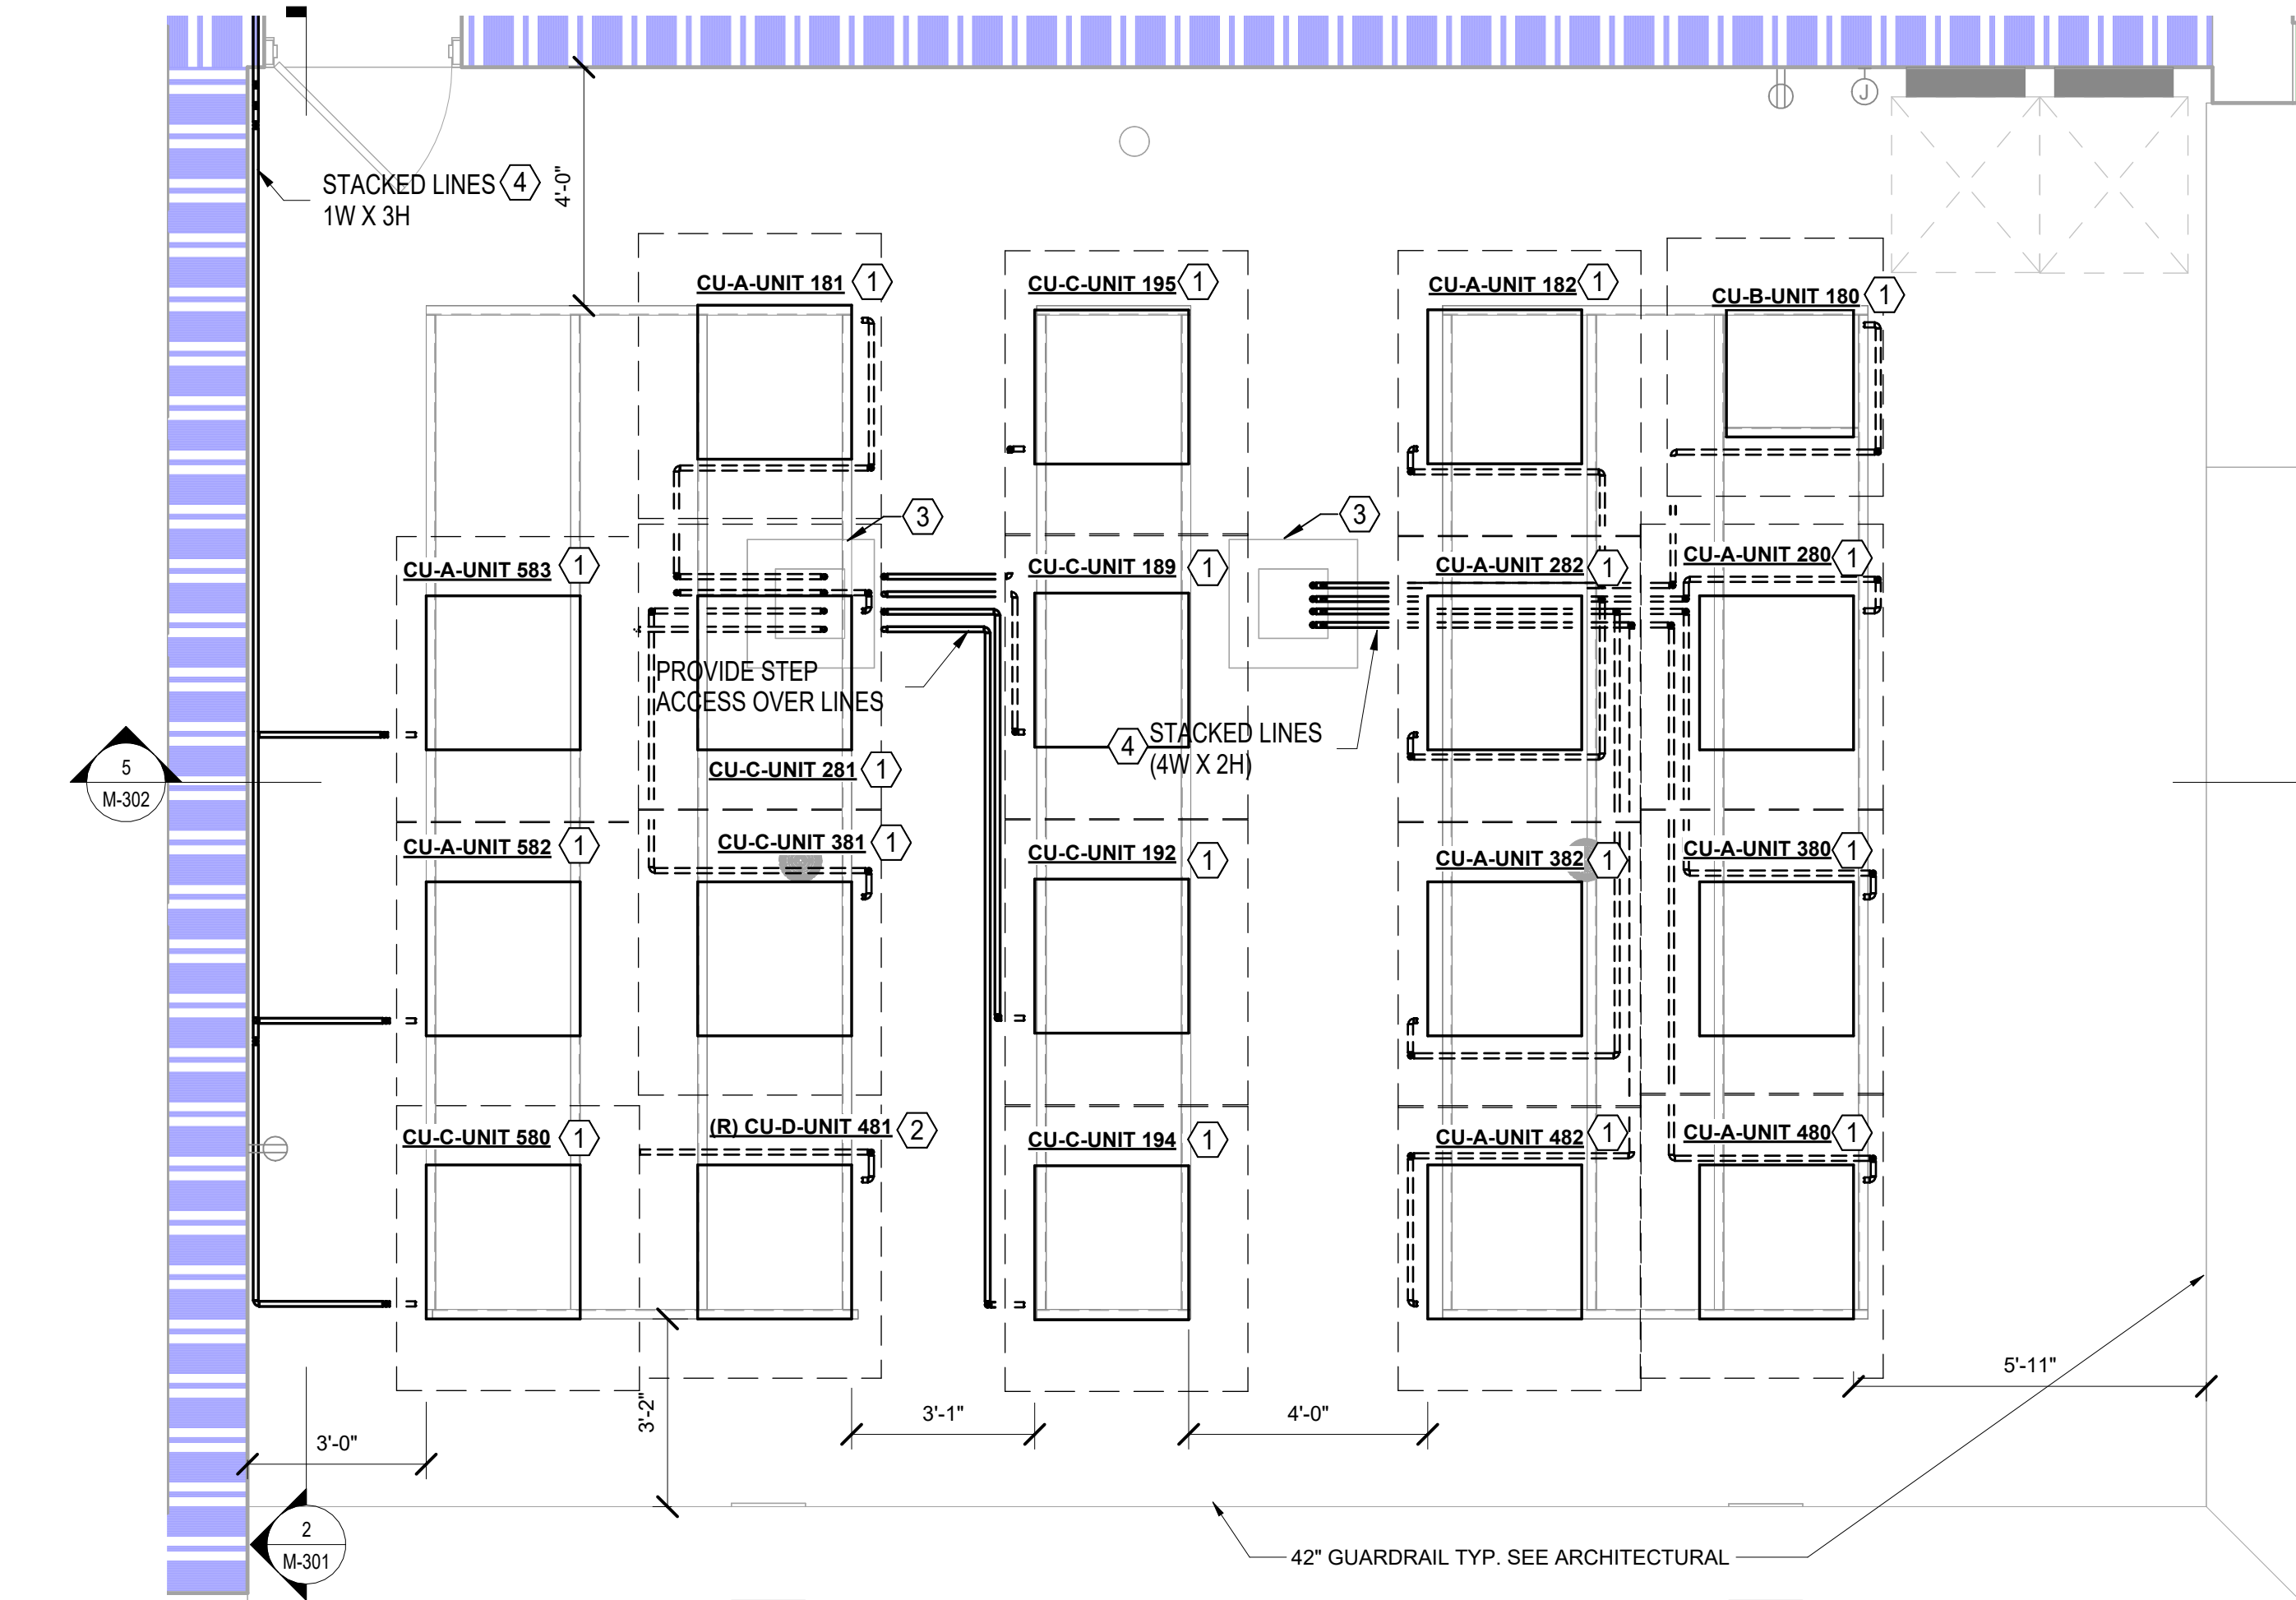 STACKED LINES 4
1W X 3H
4'-0"
J
CU-A-UNIT 181 1
CU-C-UNIT 195 1
CU-A-UNIT 182 1
CU-B-UNIT 180 1
3
3
CU-A-UNIT 583 1
CU-C-UNIT 189 1
CU-A-UNIT 282 1
CU-A-UNIT 280 1
PROVIDE STEP
ACCESS OVER LINES
4 STACKED LINES
(4W X 2H)
CU-C-UNIT 281 1
5
M-302
CU-A-UNIT 582 1
CU-C-UNIT 381 1
CU-C-UNIT 192 1
CU-A-UNIT 382 1
CU-A-UNIT 380 1
CU-C-UNIT 580 1
(R) CU-D-UNIT 481 2
CU-C-UNIT 194 1
CU-A-UNIT 482 1
CU-A-UNIT 480 1
5'-11"
3'-2"
3'-1"
4'-0"
3'-0"
2
M-301
42" GUARDRAIL TYP. SEE ARCHITECTURAL